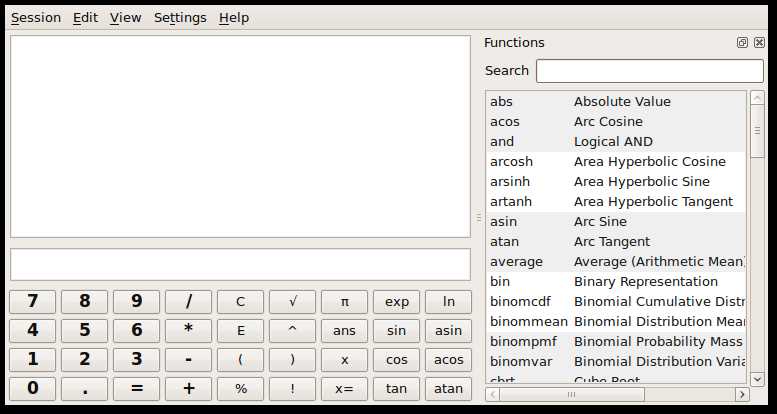 Session Edit View Settings Help
Functions
Search
abs Absolute Value
acos Arc Cosine
and Logical AND
arcosh Area Hyperbolic Cosine
arsinh Area Hyperbolic Sine
artanh Area Hyperbolic Tangent
asin Arc Sine
atan Arc Tangent
average Average (Arithmetic Mean)
bin Binary Representation
binomcdf Binomial Cumulative Distr
binommean Binomial Distribution Mean
binompmf Binomial Probability Mass
binomvar Binomial Distribution Varia
cbrt Cube Root
7 8 9 / C √ π exp ln
4 5 6 * E ^ ans sin asin
1 2 3 - ( ) x cos acos
0 . = + % ! x= tan atan